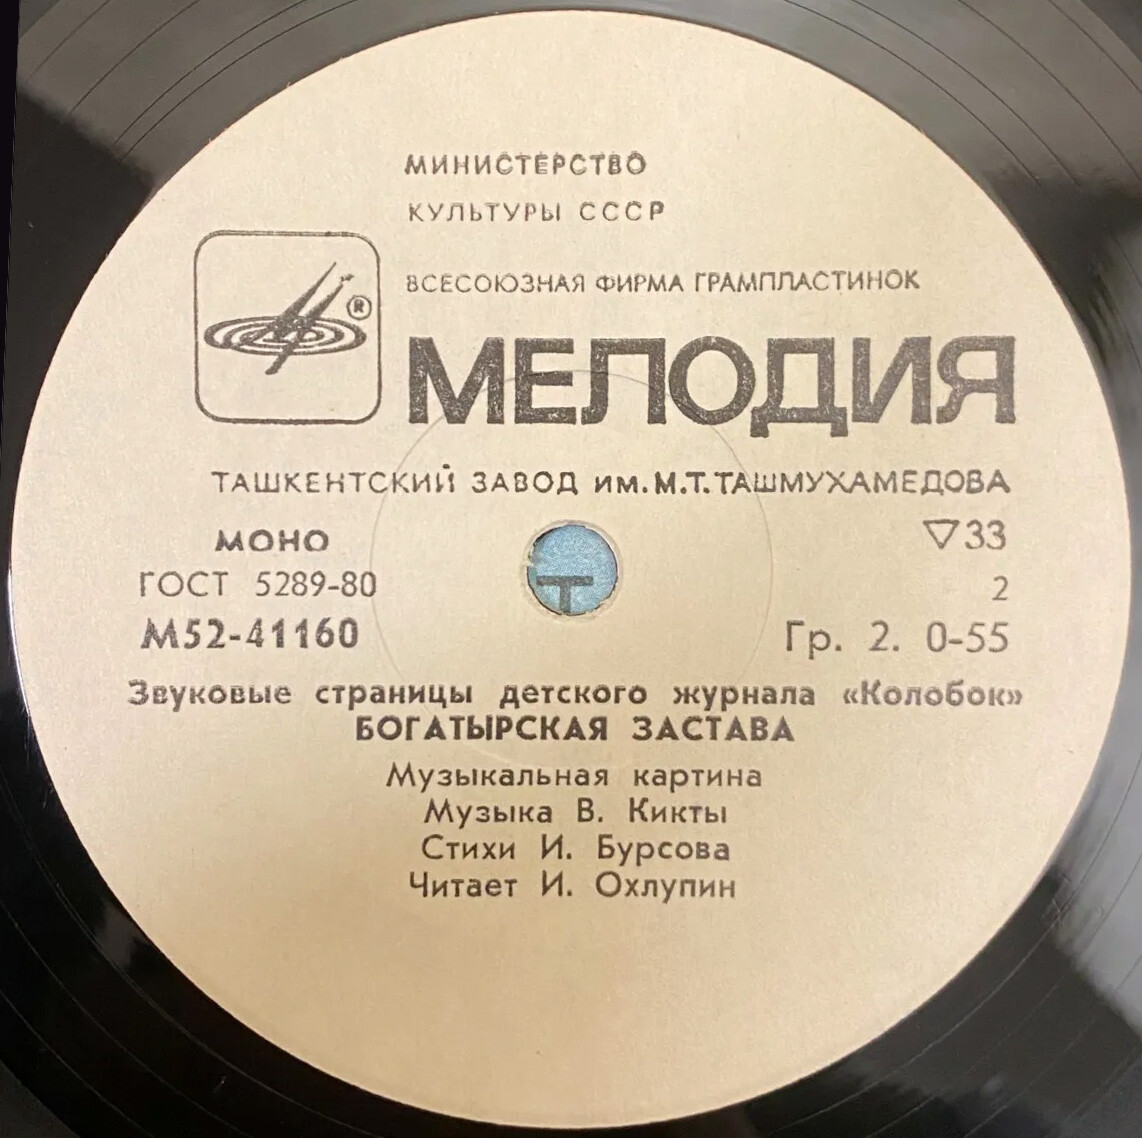 МИНИСТЕРСТВО
КУЛЬТУРЫ СССР
ВСЕСОЮЗНАЯ ФИРМА ГРАМПЛАСТИНОК
®
МЕЛОДИЯ
ТАШКЕНТСКИЙ ЗАВОД им. М.Т.ТАШМУХАМЕДОВА
МОНО
▽33
ГОСТ 5289-80
2
М52-41160
Гр. 2. 0-55
Звуковые страницы детского журнала «Колобок»
БОГАТЫРСКАЯ ЗАСТАВА
Музыкальная картина
Музыка В. Кикты
Стихи И. Бурсова
Читает И. Охлупин
Т